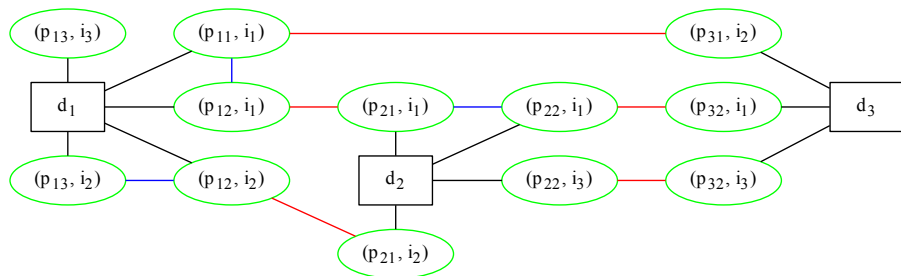 (p₁₃, i₃) (p₁₁, i₁) (p₃₁, i₂)
d₁ (p₁₂, i₁) (p₂₁, i₁) (p₂₂, i₁) (p₃₂, i₁) d₃
(p₁₃, i₂) (p₁₂, i₂) d₂ (p₂₂, i₃) (p₃₂, i₃)
(p₂₁, i₂)